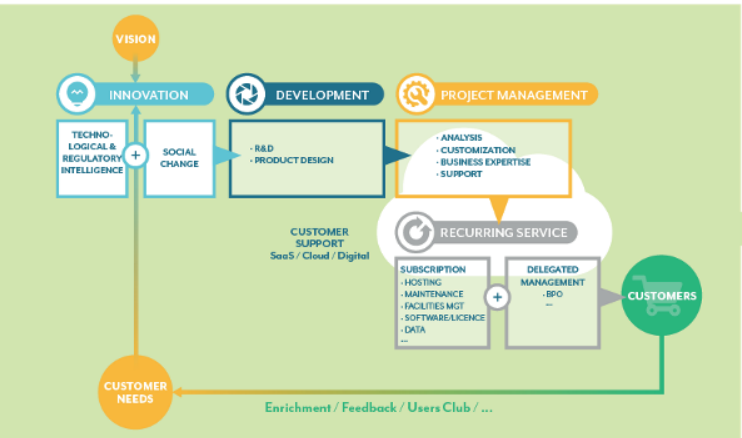 VISION
INNOVATION
DEVELOPMENT
PROJECT MANAGEMENT
TECHNO-
LOGICAL &
REGULATORY
INTELLIGENCE
+
SOCIAL
CHANGE
· R&D
· PRODUCT DESIGN
· ANALYSIS
· CUSTOMIZATION
· BUSINESS EXPERTISE
· SUPPORT
CUSTOMER
SUPPORT
SaaS / Cloud / Digital
RECURRING SERVICE
SUBSCRIPTION
· HOSTING
· MAINTENANCE
· FACILITIES MGT
· SOFTWARE/LICENCE
· DATA
...
+
DELEGATED
MANAGEMENT
· BPO
...
CUSTOMERS
CUSTOMER
NEEDS
Enrichment / Feedback / Users Club / ...